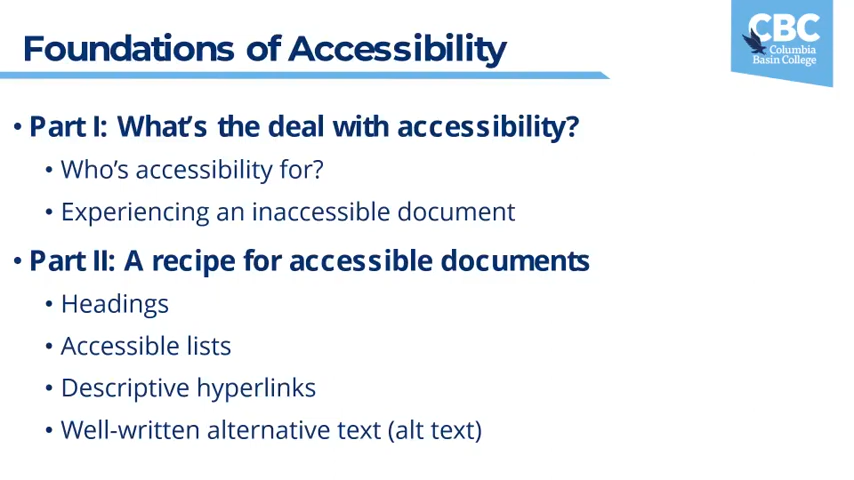 Foundations of Accessibility
CBC
Columbia
Basin College
• Part I: What's the deal with accessibility?
• Who's accessibility for?
• Experiencing an inaccessible document
• Part II: A recipe for accessible documents
• Headings
• Accessible lists
• Descriptive hyperlinks
• Well-written alternative text (alt text)